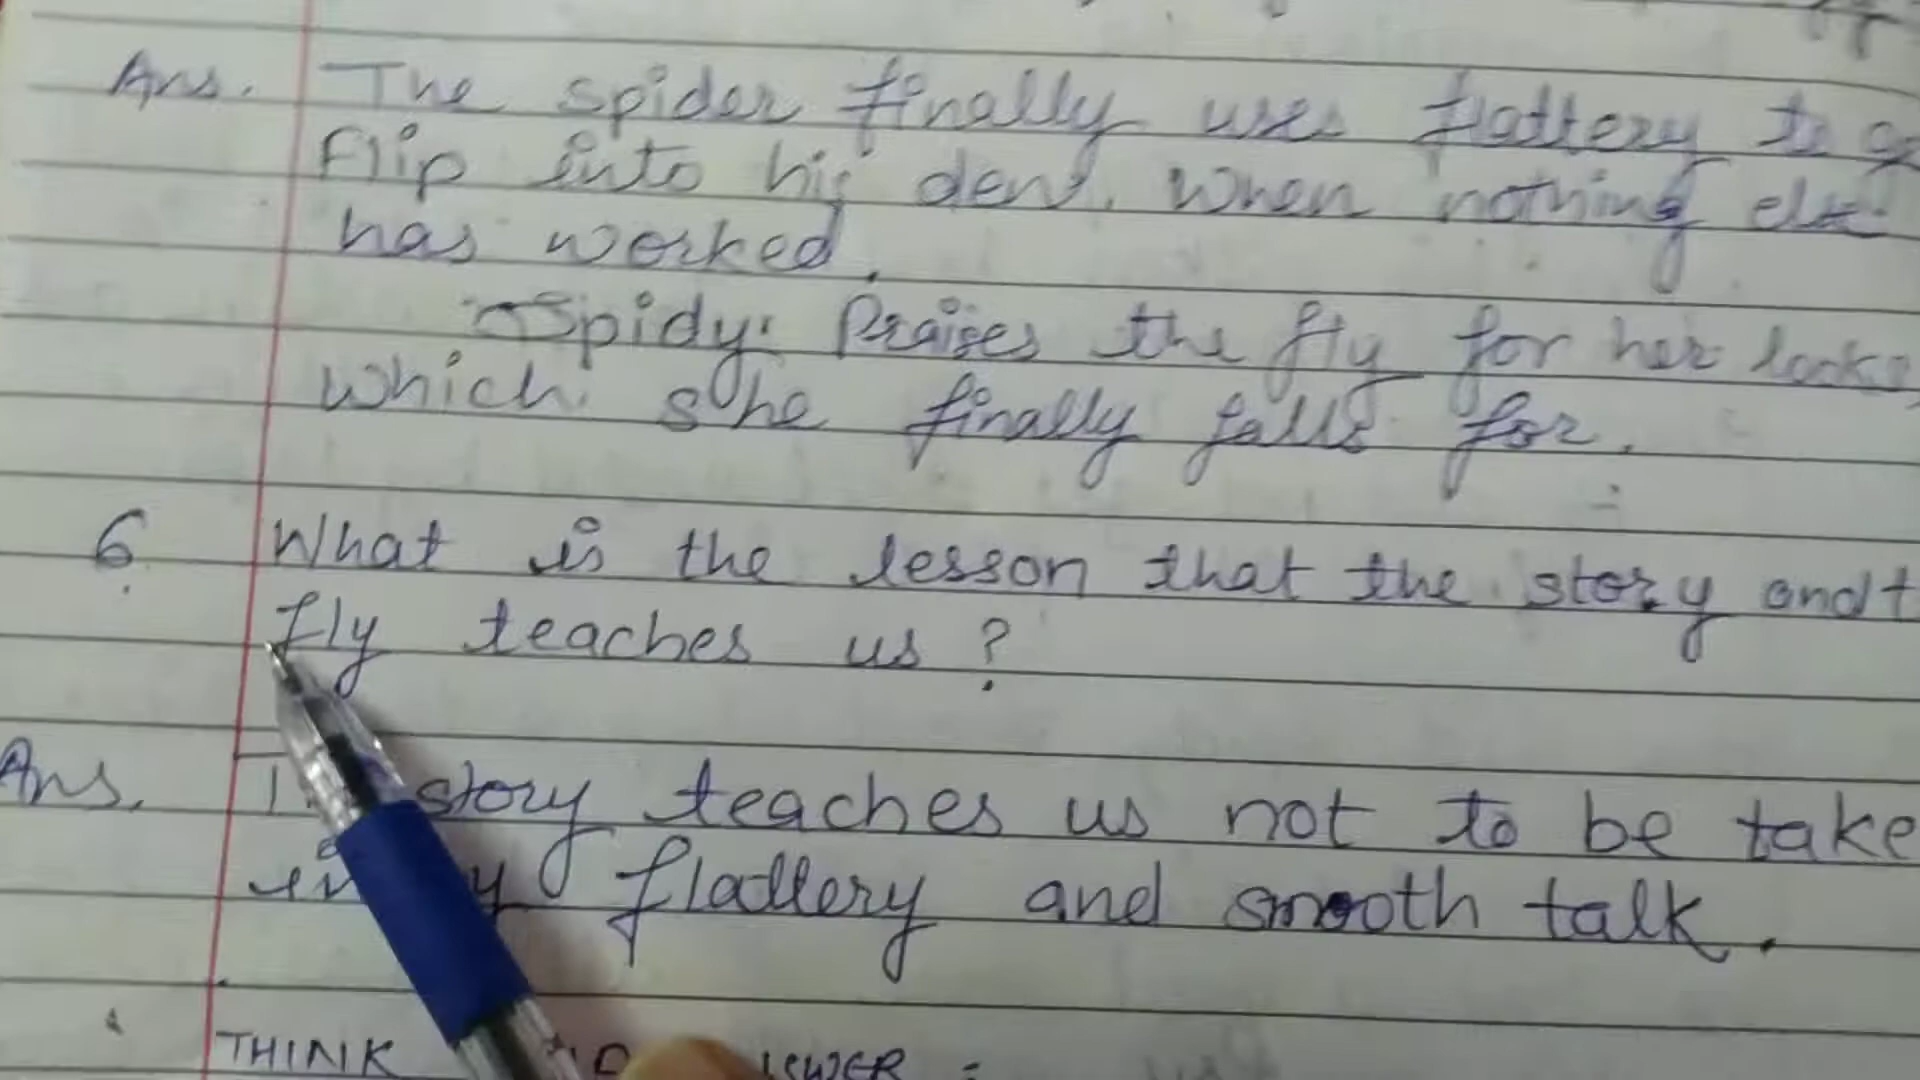 Ans. The spider finally uses flattery to
Flip into his den, when nothing else
has worked.
Spidy Praises the fly for her looks,
which she finally falls for.
6. What is the lesson that the story and t
fly teaches us?
Ans. story teaches us not to be take
flattery and smooth talk.
THINK